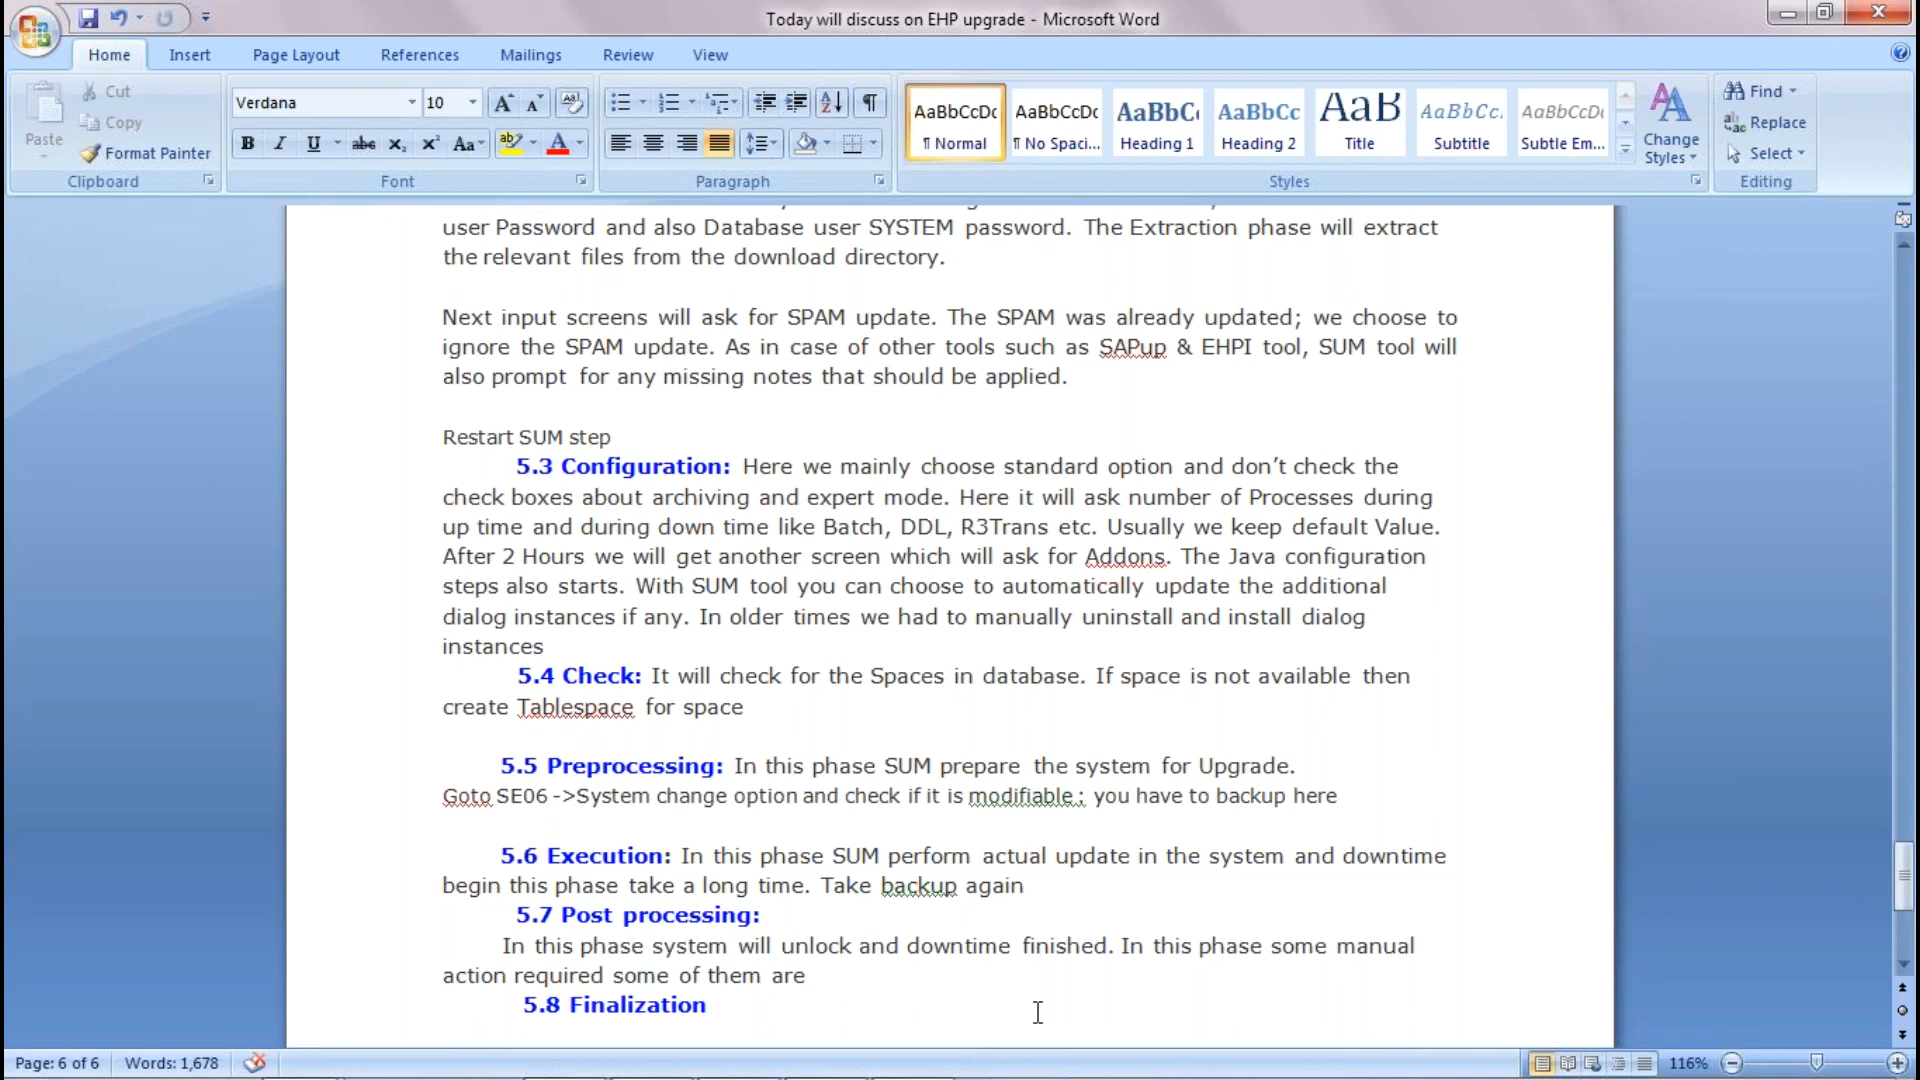 Today will discuss on EHP upgrade - Microsoft Word
Home Insert Page Layout References Mailings Review View
Paste
Cut
Copy
Format Painter
Clipboard
Verdana 10
Font
Paragraph
AaBbCcDc AaBbCcDc AaBbC AaBbCc AaB AaBbCc. AaBbCcDc
¶ Normal ¶ No Spaci... Heading 1 Heading 2 Title Subtitle Subtle Em...
Change Styles
Styles
Find
Replace
Select
Editing
user Password and also Database user SYSTEM password. The Extraction phase will extract
the relevant files from the download directory.
Next input screens will ask for SPAM update. The SPAM was already updated; we choose to
ignore the SPAM update. As in case of other tools such as SAPup & EHPI tool, SUM tool will
also prompt for any missing notes that should be applied.
Restart SUM step
5.3 Configuration: Here we mainly choose standard option and don’t check the
check boxes about archiving and expert mode. Here it will ask number of Processes during
up time and during down time like Batch, DDL, R3Trans etc. Usually we keep default Value.
After 2 Hours we will get another screen which will ask for Addons. The Java configuration
steps also starts. With SUM tool you can choose to automatically update the additional
dialog instances if any. In older times we had to manually uninstall and install dialog
instances
5.4 Check: It will check for the Spaces in database. If space is not available then
create Tablespace for space
5.5 Preprocessing: In this phase SUM prepare the system for Upgrade.
Goto SE06 ->System change option and check if it is modifiable ; you have to backup here
5.6 Execution: In this phase SUM perform actual update in the system and downtime
begin this phase take a long time. Take backup again
5.7 Post processing:
In this phase system will unlock and downtime finished. In this phase some manual
action required some of them are
5.8 Finalization
Page: 6 of 6 Words: 1,678 116%